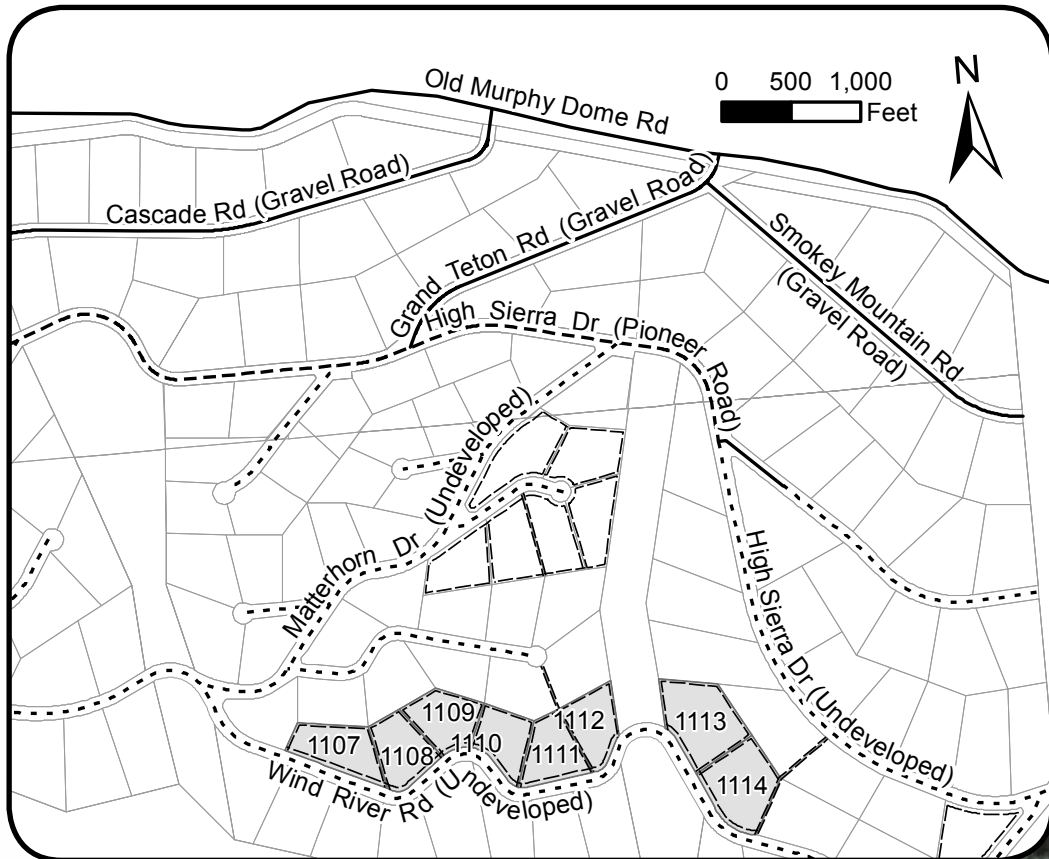 Old Murphy Dome Rd
N
0 500 1,000
Feet
Cascade Rd (Gravel Road)
Grand Teton Rd (Gravel Road)
Smokey Mountain Rd
(Gravel Road)
High Sierra Dr (Pioneer Road)
Matterhorn Dr (Undeveloped)
High Sierra Dr (Undeveloped)
1107
1108
1109
1110
1111
1112
1113
1114
Wind River Rd (Undeveloped)